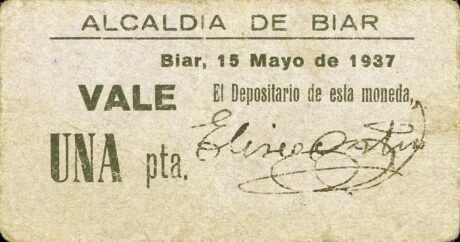 ALCALDIA DE BIAR
Biar, 15 Mayo de 1937
VALE El Depositario de esta moneda,
UNA pta.